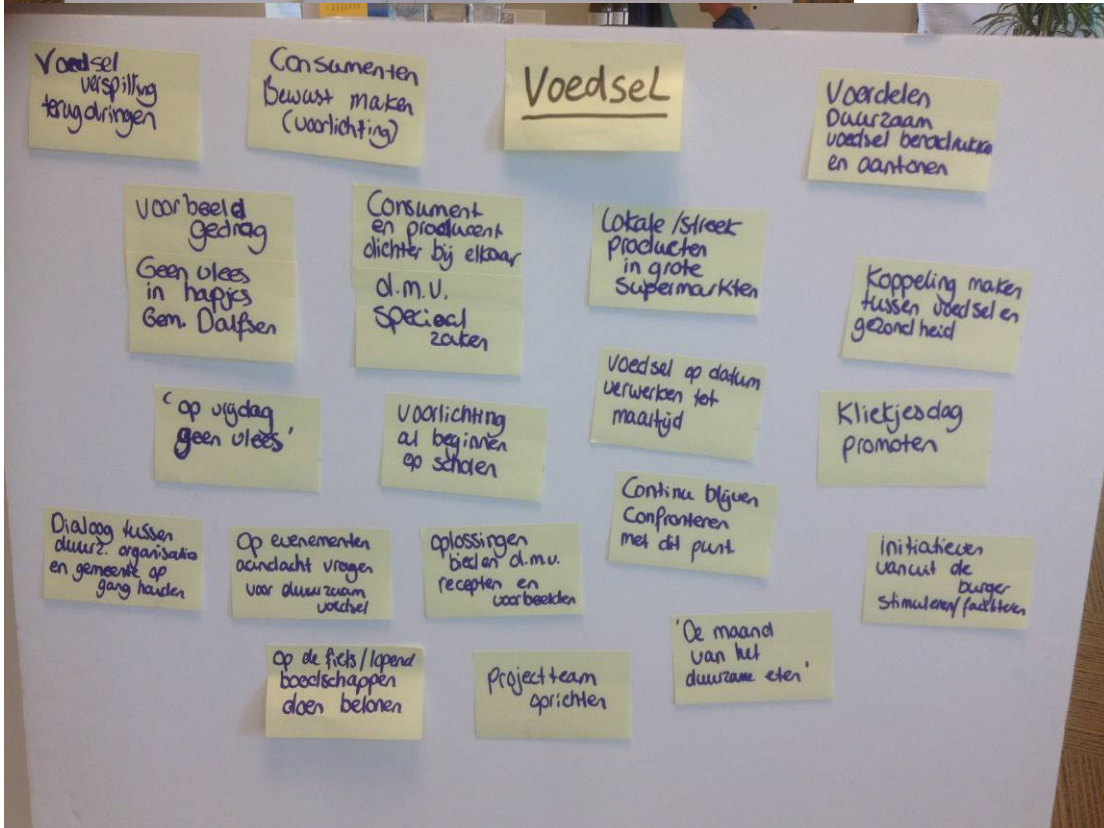 Voedsel
verspilling
terugdringen
Consumenten
Bewust maken
(voorlichting)
Voedsel
Voordelen
Duurzaam
voedsel benadrukken
en aantonen
voorbeeld
gedrag
Geen vlees
in hapjes
Gem. Dalfsen
Consument
en producent
dichter bij elkaar
d.m.v.
speciaal
zaken
Lokale/streek
producten
in grote
supermarkten
Koppeling maken
tussen voedsel en
gezondheid
'op vrijdag
geen vlees'
voorlichting
al beginnen
op scholen
voedsel op datum
verwerken tot
maaltijd
Kliekjesdag
promoten
Dialoog tussen
duurz. organisatie
en gemeente op
gang houden
Op evenementen
aandacht vragen
voor duurzaam
voedsel
oplossingen
bieden d.m.v.
recepten en
voorbeelden
Continu blijven
Confronteren
met dit punt
initiatieven
vanuit de
burger
stimuleren/faciliteren
Op de fiets/lopend
boodschappen
doen belonen
projectteam
oprichten
'De maand
van het
duurzame eten'